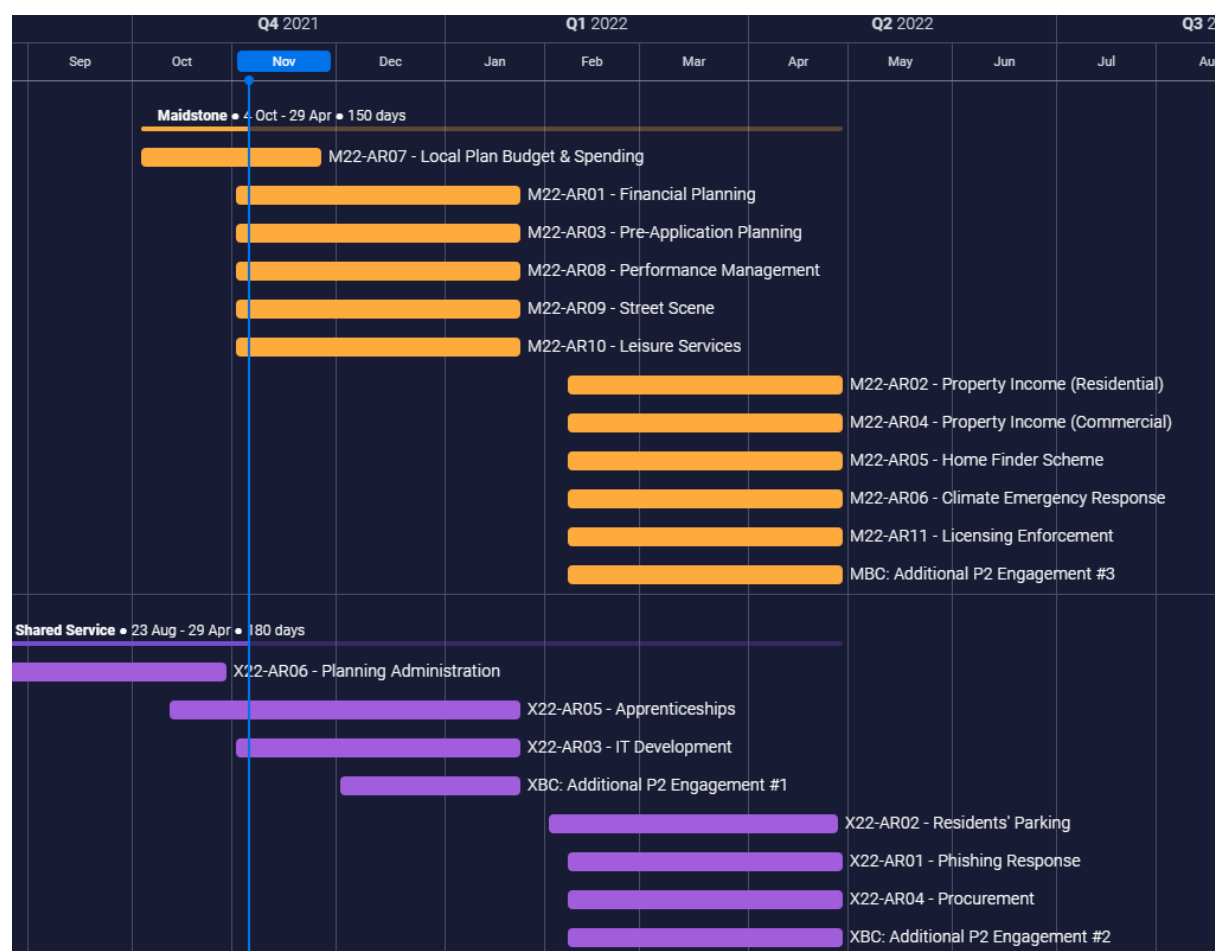 Q4 2021 Q1 2022 Q2 2022 Q3 2
Sep Oct Nov Dec Jan Feb Mar Apr May Jun Jul Au
Maidstone ● 4 Oct - 29 Apr ● 150 days
M22-AR07 - Local Plan Budget & Spending
M22-AR01 - Financial Planning
M22-AR03 - Pre-Application Planning
M22-AR08 - Performance Management
M22-AR09 - Street Scene
M22-AR10 - Leisure Services
M22-AR02 - Property Income (Residential)
M22-AR04 - Property Income (Commercial)
M22-AR05 - Home Finder Scheme
M22-AR06 - Climate Emergency Response
M22-AR11 - Licensing Enforcement
MBC: Additional P2 Engagement #3
Shared Service ● 23 Aug - 29 Apr ● 180 days
X22-AR06 - Planning Administration
X22-AR05 - Apprenticeships
X22-AR03 - IT Development
XBC: Additional P2 Engagement #1
X22-AR02 - Residents' Parking
X22-AR01 - Phishing Response
X22-AR04 - Procurement
XBC: Additional P2 Engagement #2